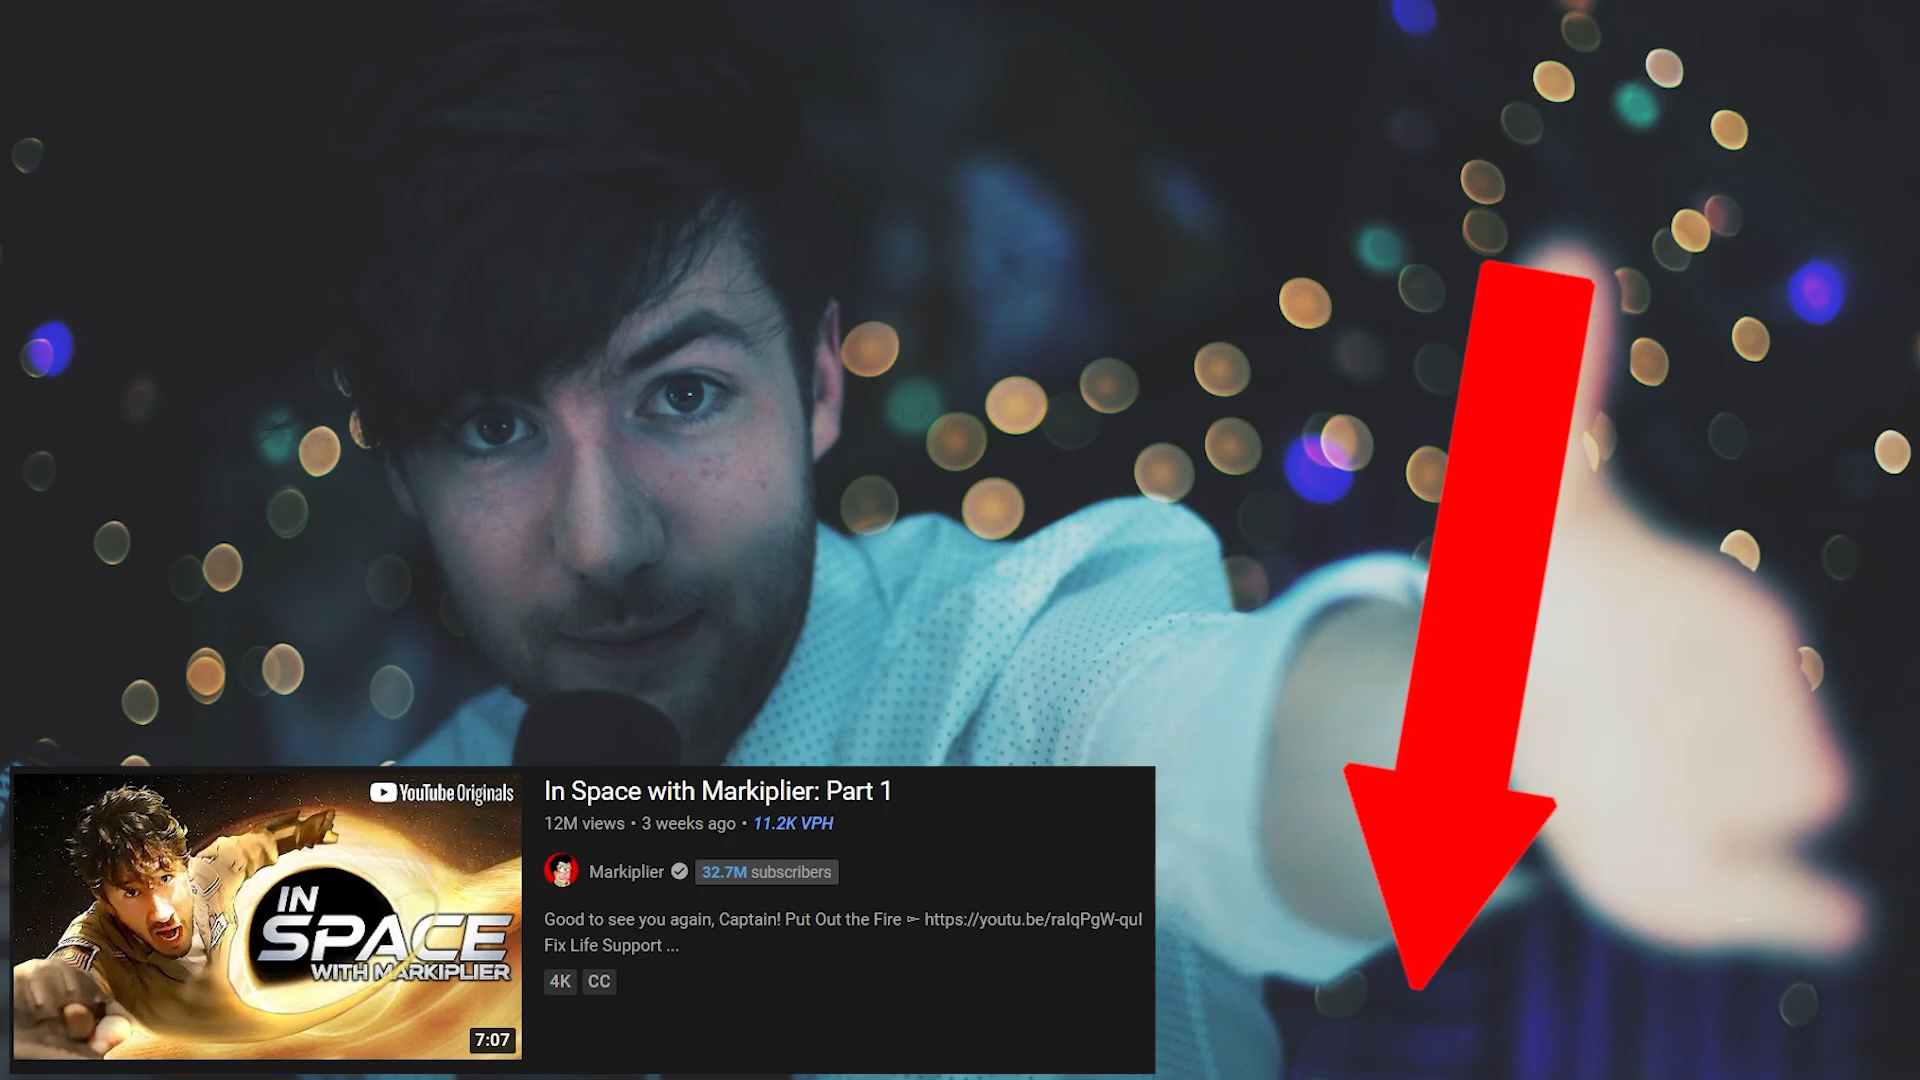 YouTube Originals
IN
SPACE
WITH MARKIPLIER
7:07
In Space with Markiplier: Part 1
12M views • 3 weeks ago • 11.2K VPH
Markiplier 32.7M subscribers
Good to see you again, Captain! Put Out the Fire ► https://youtu.be/raIqPgW-quI
Fix Life Support ...
4K CC